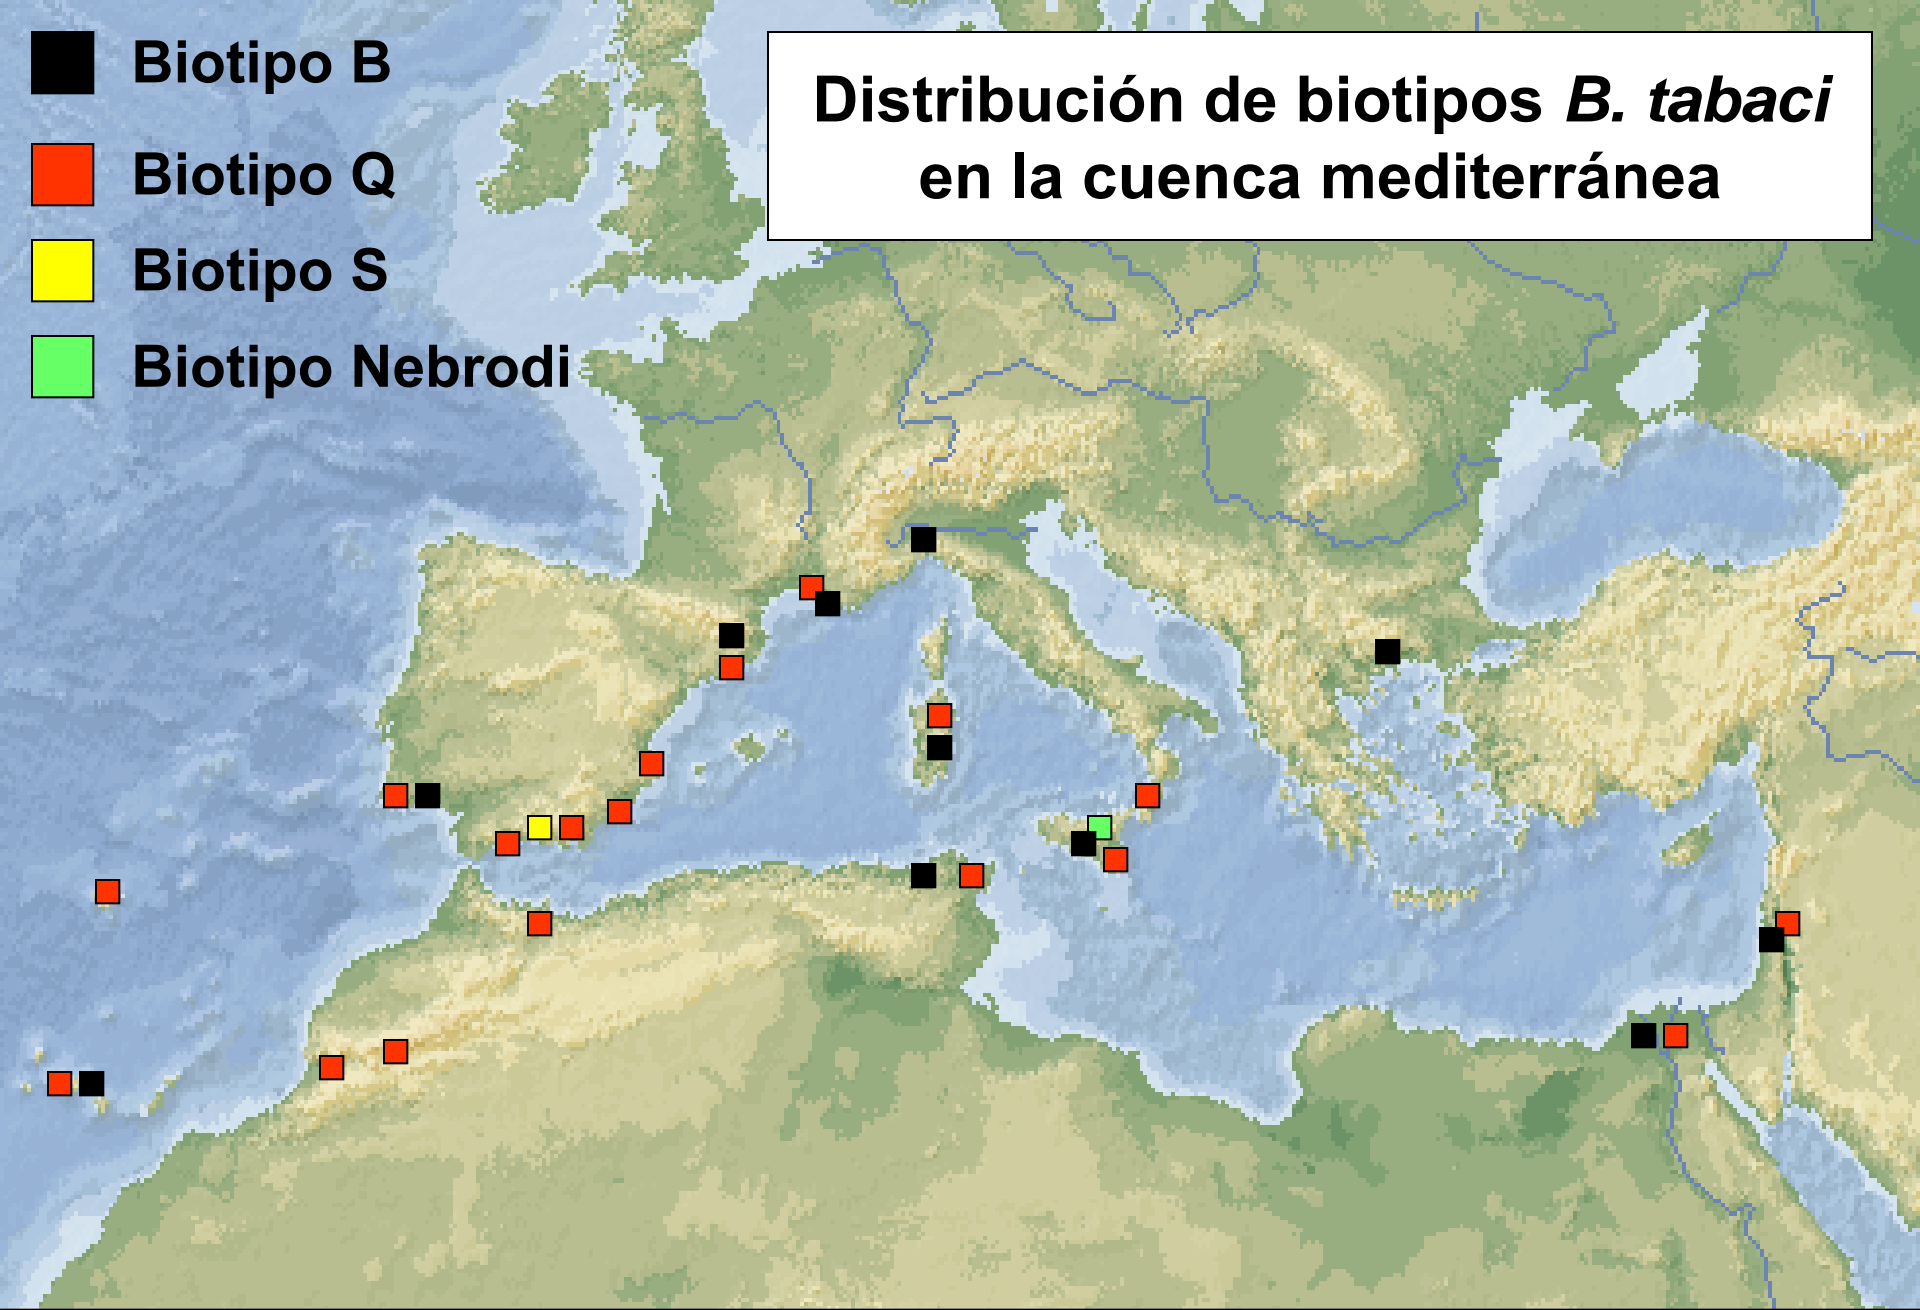 Biotipo B
Biotipo Q
Biotipo S
Biotipo Nebrodi
Distribución de biotipos B. tabaci
en la cuenca mediterránea